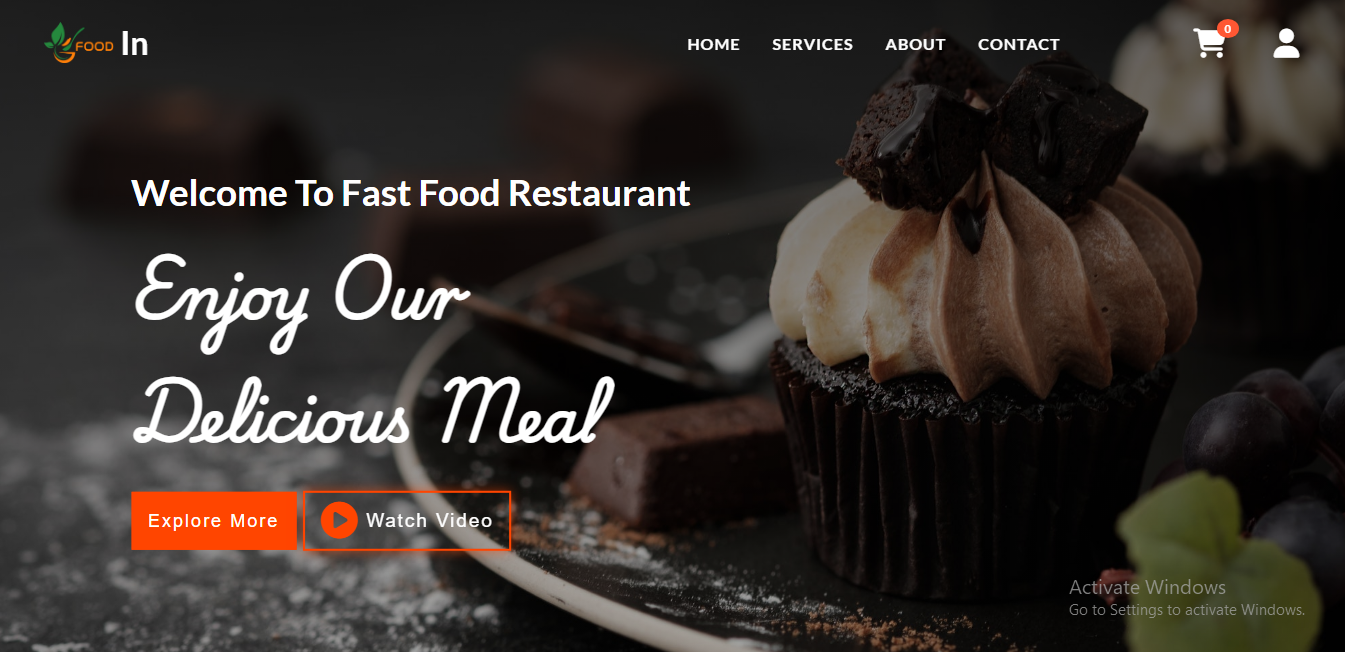 FOOD In
HOME SERVICES ABOUT CONTACT
0
Welcome To Fast Food Restaurant
Enjoy Our
Delicious Meal
Explore More
Watch Video
Activate Windows
Go to Settings to activate Windows.